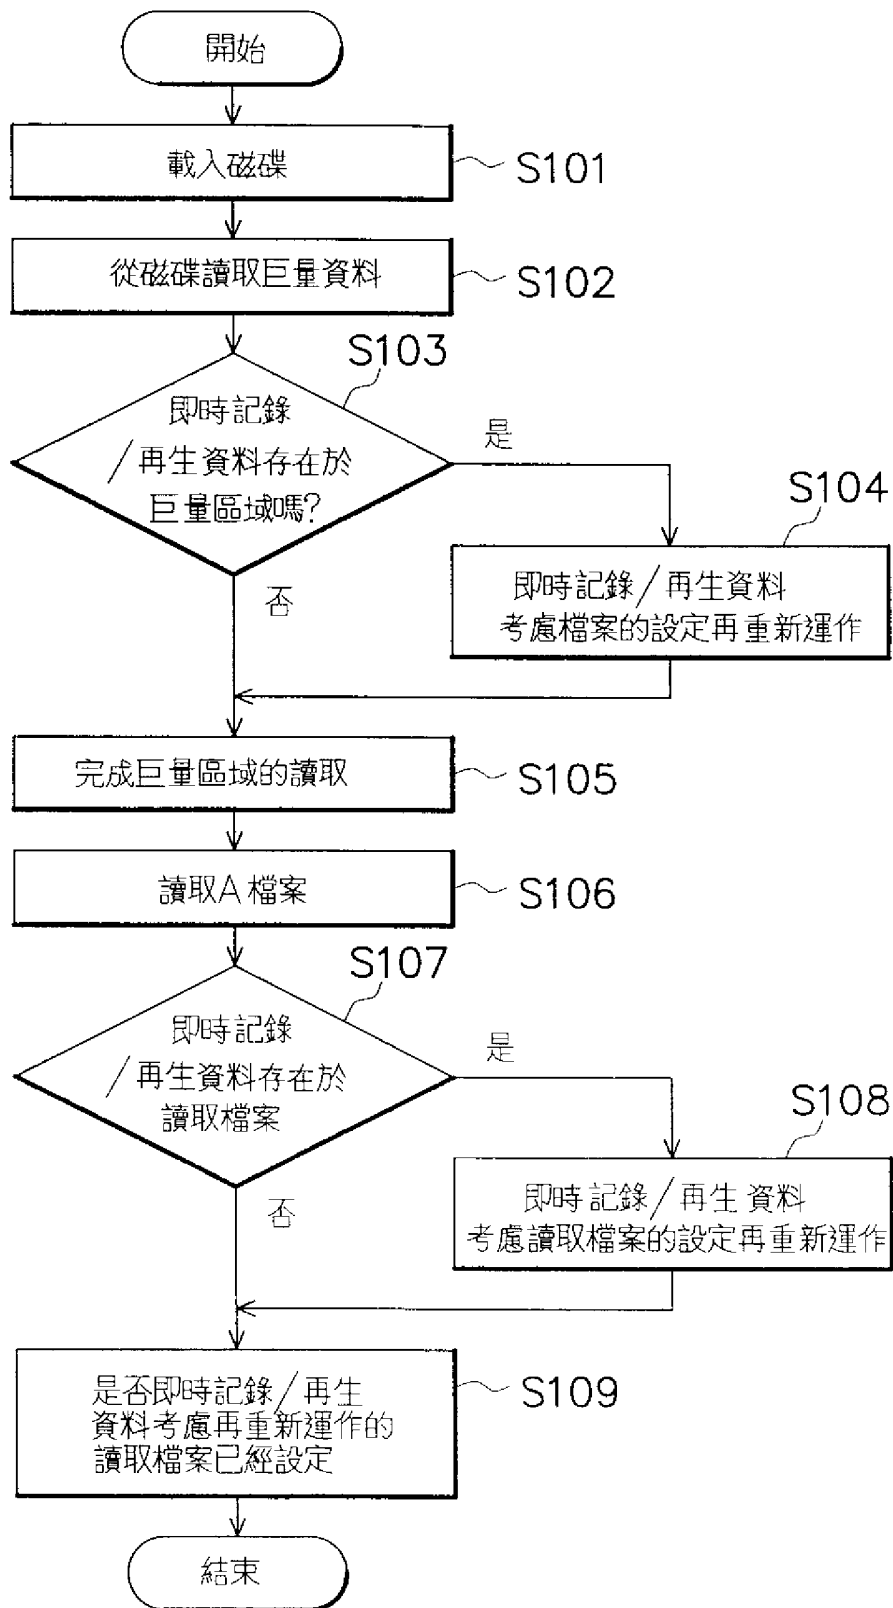 開始
載入磁碟
S101
從磁碟讀取巨量資料
S102
S103
即時記錄
/再生資料存在於
巨量區域嗎?
是
否
S104
即時記錄/再生資料
考慮檔案的設定再重新運作
完成巨量區域的讀取
S105
讀取A檔案
S106
S107
即時記錄
/再生資料存在於
讀取檔案
是
否
S108
即時記錄/再生資料
考慮讀取檔案的設定再重新運作
是否即時記錄/再生
資料考慮再重新運作的
讀取檔案已經設定
S109
結束